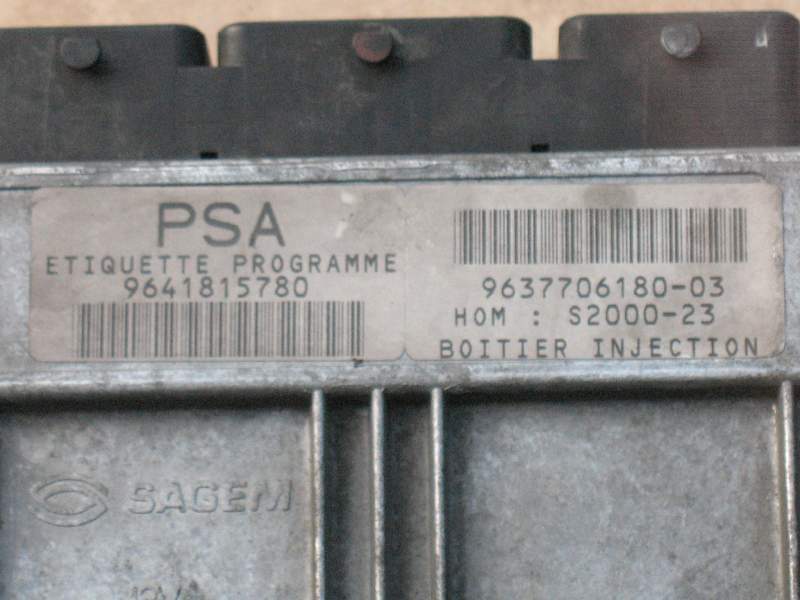 PSA
ETIQUETTE PROGRAMME
9641815780
9637706180-03
HOM : S2000-23
BOITIER INJECTION
SAGEM